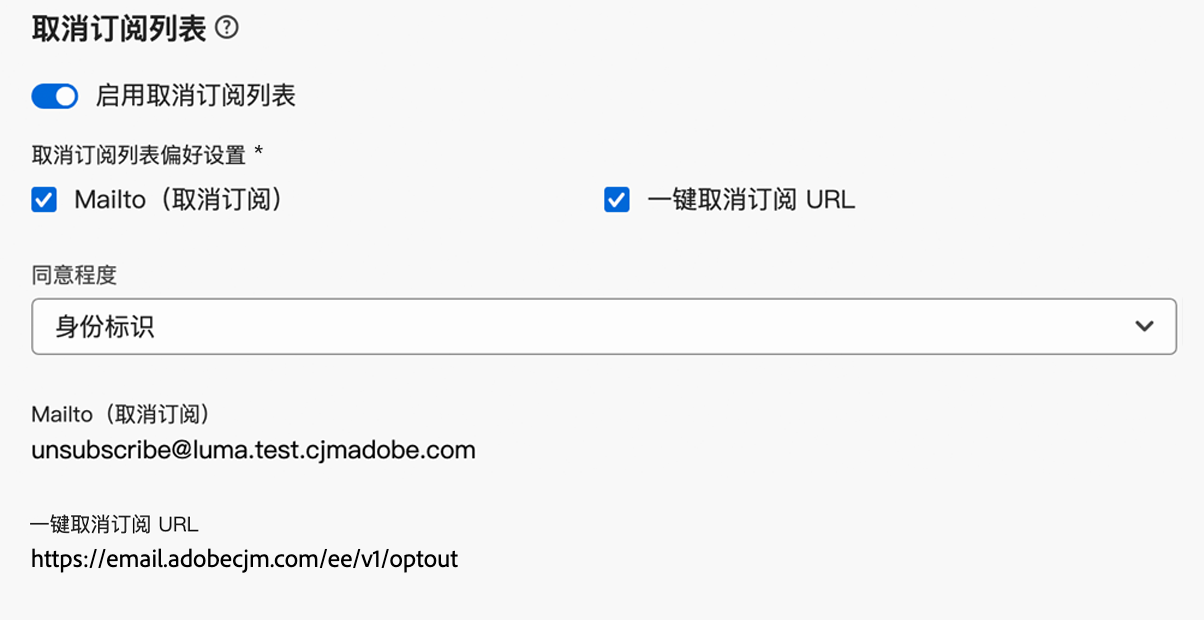 取消订阅列表
启用取消订阅列表
取消订阅列表偏好设置 *
Mailto（取消订阅） 一键取消订阅 URL
同意程度
身份标识
Mailto（取消订阅）
unsubscribe@luma.test.cjmadobe.com
一键取消订阅 URL
https://email.adobecjm.com/ee/v1/optout